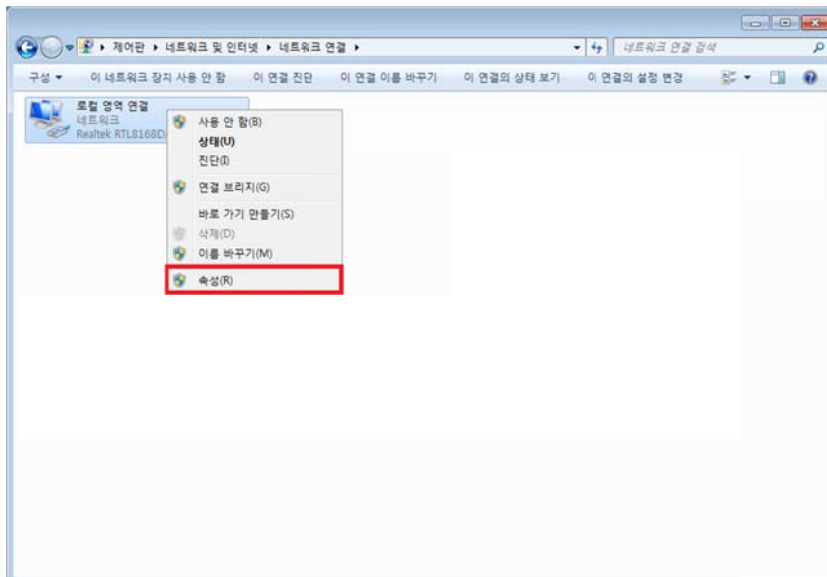 제어판 ▸ 네트워크 및 인터넷 ▸ 네트워크 연결 ▸
네트워크 연결 검색
구성 ▼ 이 네트워크 장치 사용 안 함 이 연결 진단 이 연결 이름 바꾸기 이 연결의 상태 보기 이 연결의 설정 변경
로컬 영역 연결
네트워크
Realtek RTL8168D
사용 안 함(B)
상태(U)
진단(I)
연결 브리지(G)
바로 가기 만들기(S)
삭제(D)
이름 바꾸기(M)
속성(R)